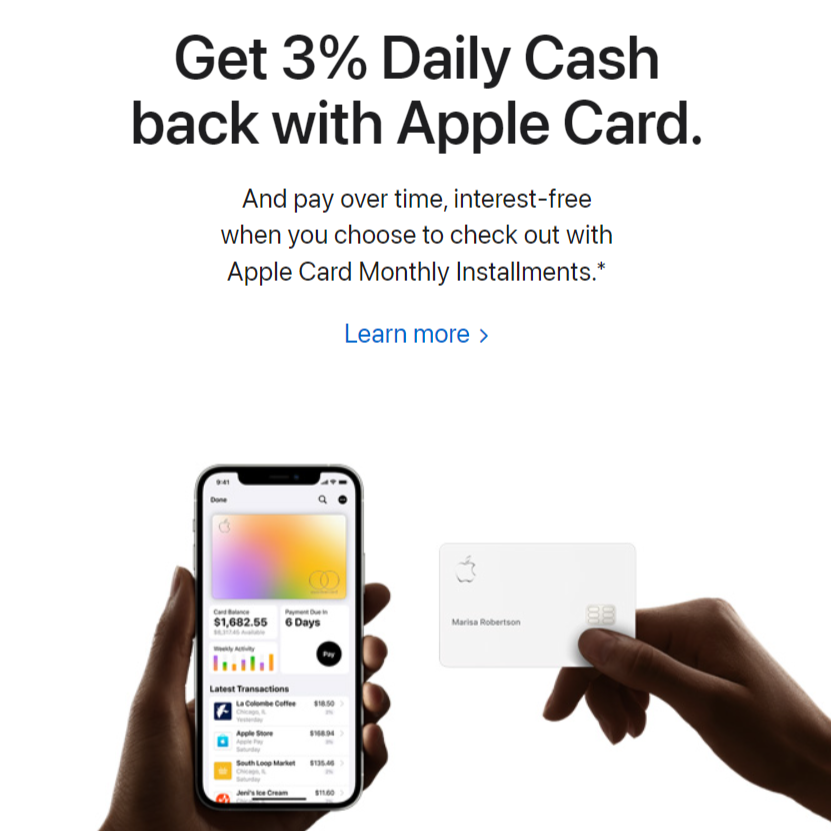 Get 3% Daily Cash
back with Apple Card.
And pay over time, interest-free
when you choose to check out with
Apple Card Monthly Installments.*
Learn more >
9:41
Done
Card Balance
$1,682.55
$8,317.45 Available
Payment Due In
6 Days
Weekly Activity
Pay
Latest Transactions
La Colombe Coffee $18.50
Chicago, IL 2%
Yesterday
Apple Store $168.94
Apple Pay 3%
Saturday
South Loop Market $135.46
Chicago, IL
Saturday
Jeni's Ice Cream $11.60
Marisa Robertson